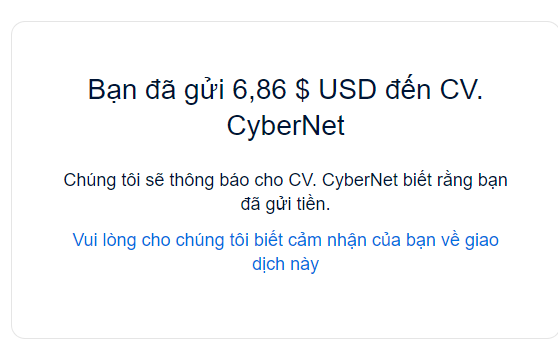 Bạn đã gửi 6,86 $ USD đến CV.
CyberNet
Chúng tôi sẽ thông báo cho CV. CyberNet biết rằng bạn
đã gửi tiền.
Vui lòng cho chúng tôi biết cảm nhận của bạn về giao
dịch này